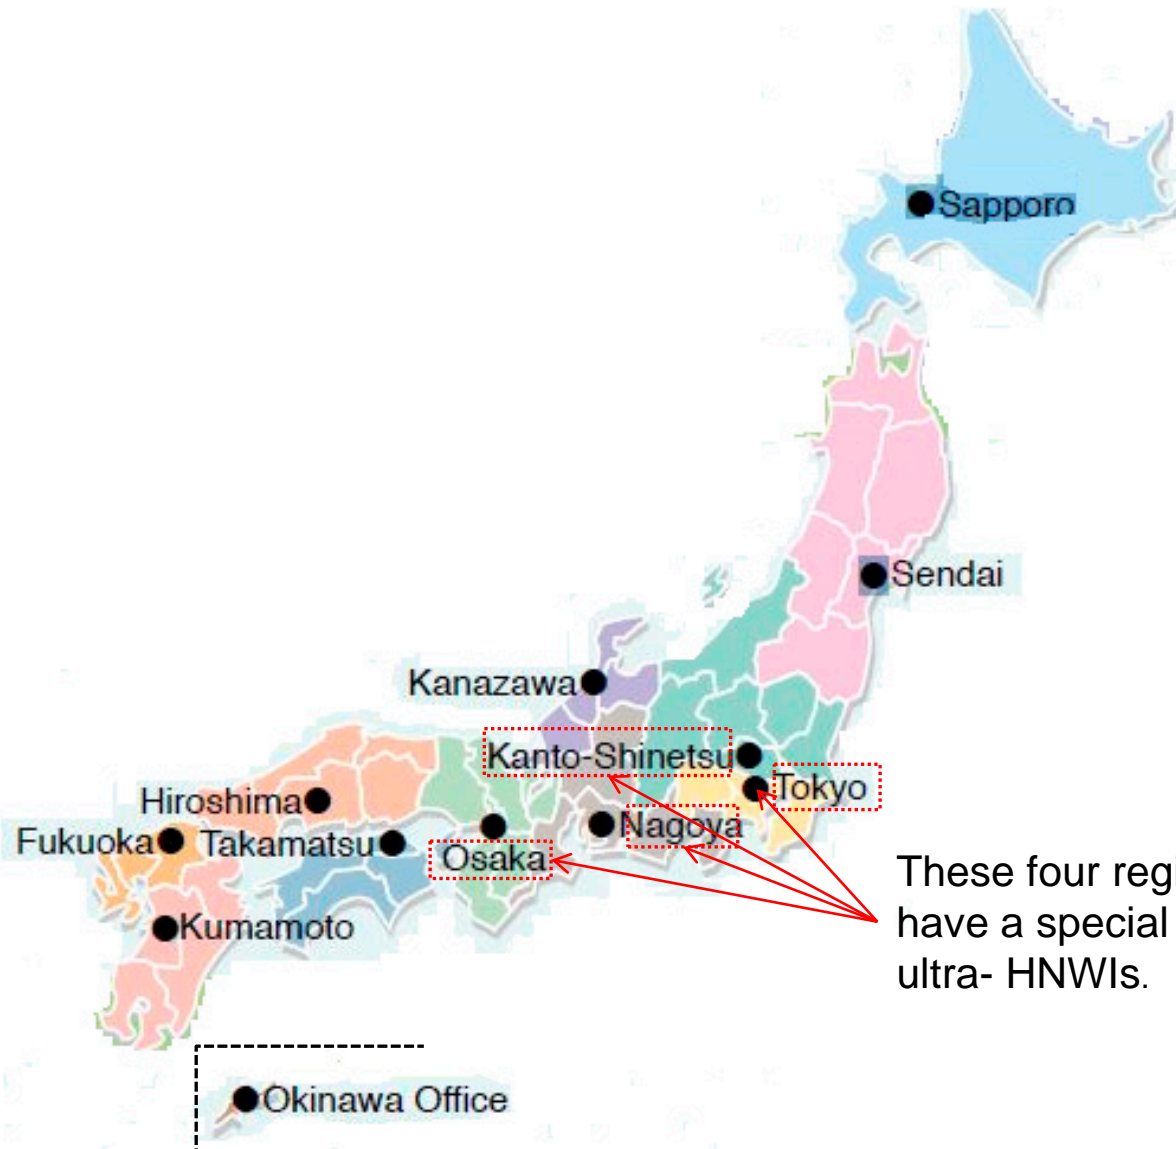 Sapporo
Sendai
Kanazawa
Kanto-Shinetsu
Tokyo
Hiroshima
Nagoya
Fukuoka
Takamatsu
Osaka
These four reg
have a special
ultra- HNWIs.
Kumamoto
Okinawa Office